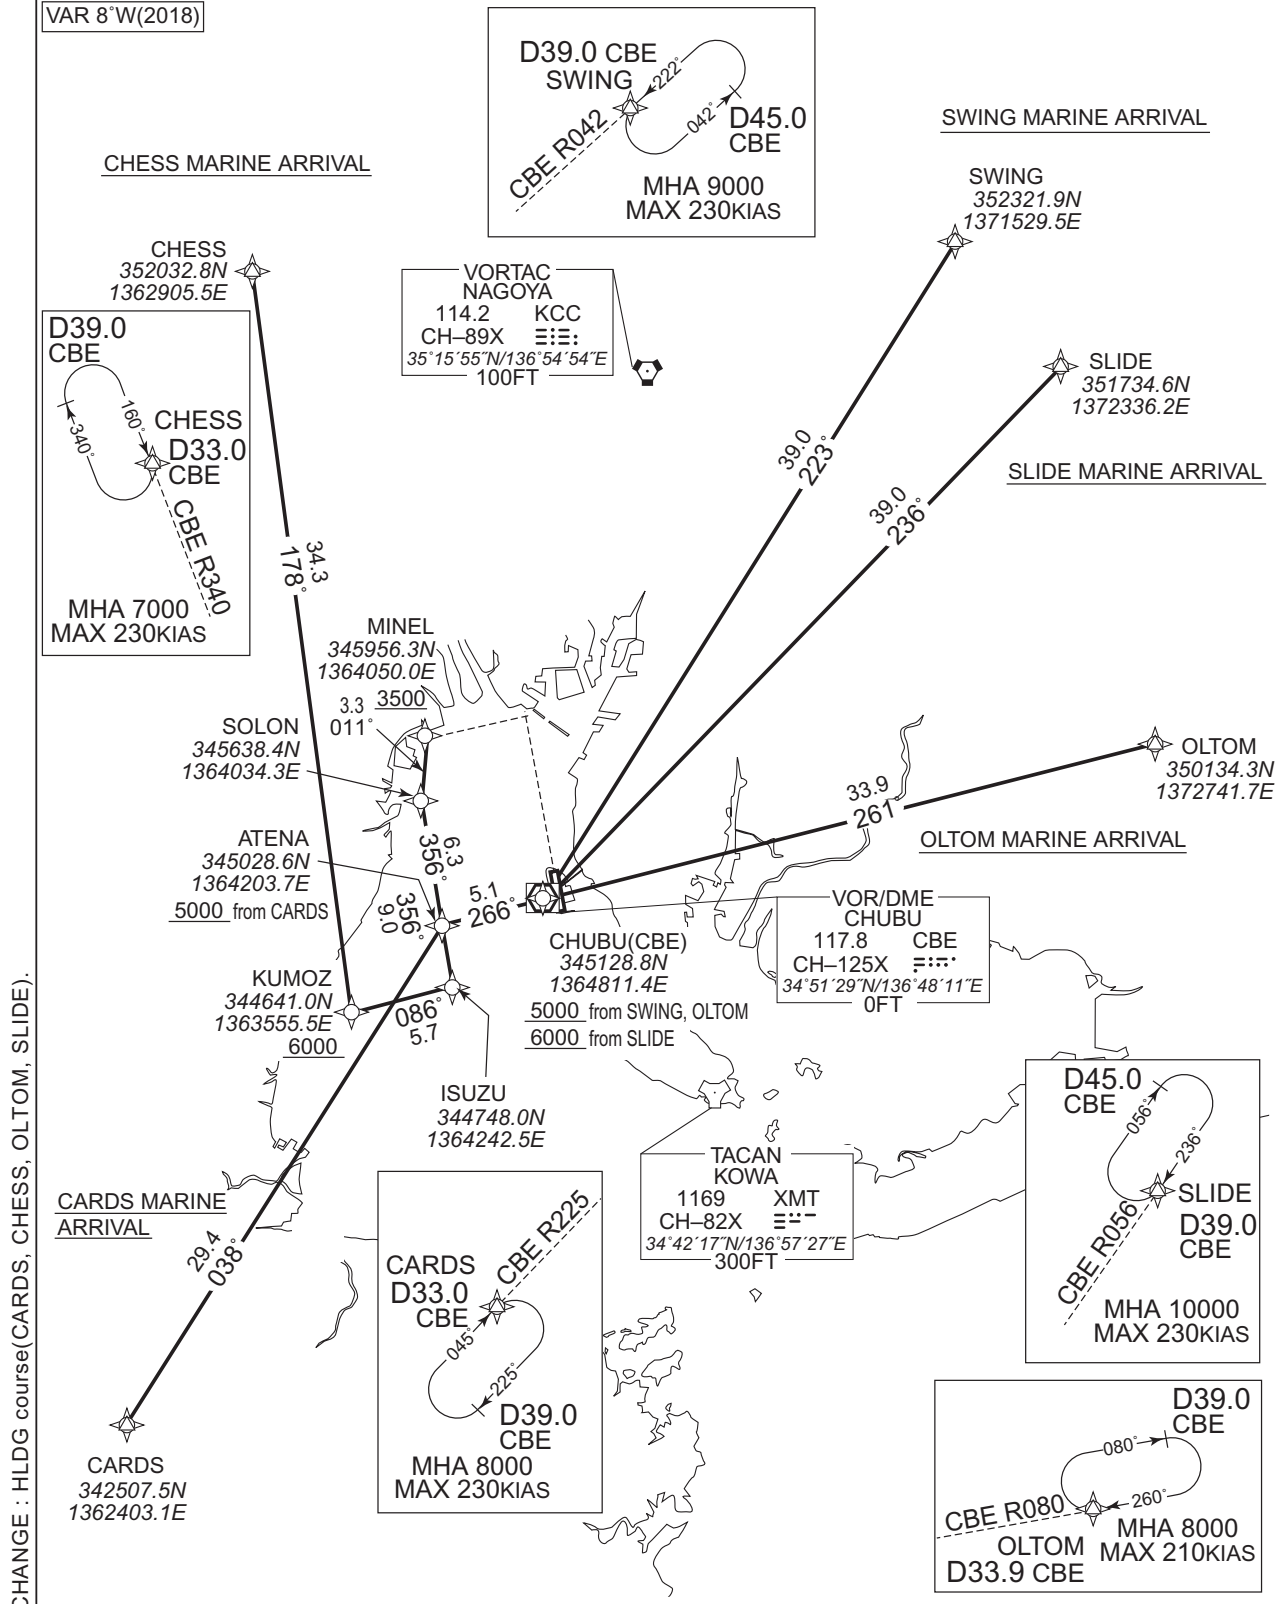 VAR 8°W(2018)
D39.0 CBE
SWING
222°
042°
D45.0
CBE
CBE R042
MHA 9000
MAX 230KIAS
SWING MARINE ARRIVAL
CHESS MARINE ARRIVAL
SWING
352321.9N
1371529.5E
CHESS
352032.8N
1362905.5E
VORTAC
NAGOYA
114.2 KCC
CH–89X
35°15´55˝N/136°54´54˝E
100FT
D39.0
CBE
160°
340°
CHESS
D33.0
CBE
CBE R340
MHA 7000
MAX 230KIAS
SLIDE
351734.6N
1372336.2E
39.0
223°
39.0
236°
SLIDE MARINE ARRIVAL
34.3
178°
MINEL
345956.3N
1364050.0E
3500
3.3
011°
SOLON
345638.4N
1364034.3E
OLTOM
350134.3N
1372741.7E
33.9
261°
OLTOM MARINE ARRIVAL
ATENA
345028.6N
1364203.7E
5000 from CARDS
6.3
356°
356°
9.0
5.1
266°
VOR/DME
CHUBU
117.8 CBE
CH–125X
34°51´29˝N/136°48´11˝E
0FT
CHUBU(CBE)
345128.8N
1364811.4E
5000 from SWING, OLTOM
6000 from SLIDE
KUMOZ
344641.0N
1363555.5E
6000
086°
5.7
ISUZU
344748.0N
1364242.5E
D45.0
CBE
056°
236°
SLIDE
D39.0
CBE
CBE R056
MHA 10000
MAX 230KIAS
TACAN
KOWA
1169 XMT
CH–82X
34°42´17˝N/136°57´27˝E
300FT
CARDS MARINE
ARRIVAL
29.4
038°
CBE R225
CARDS
D33.0
CBE
045°
225°
D39.0
CBE
MHA 8000
MAX 230KIAS
D39.0
CBE
080°
260°
CBE R080
OLTOM
D33.9 CBE
MHA 8000
MAX 210KIAS
CARDS
342507.5N
1362403.1E
CHANGE : HLDG course(CARDS, CHESS, OLTOM, SLIDE).